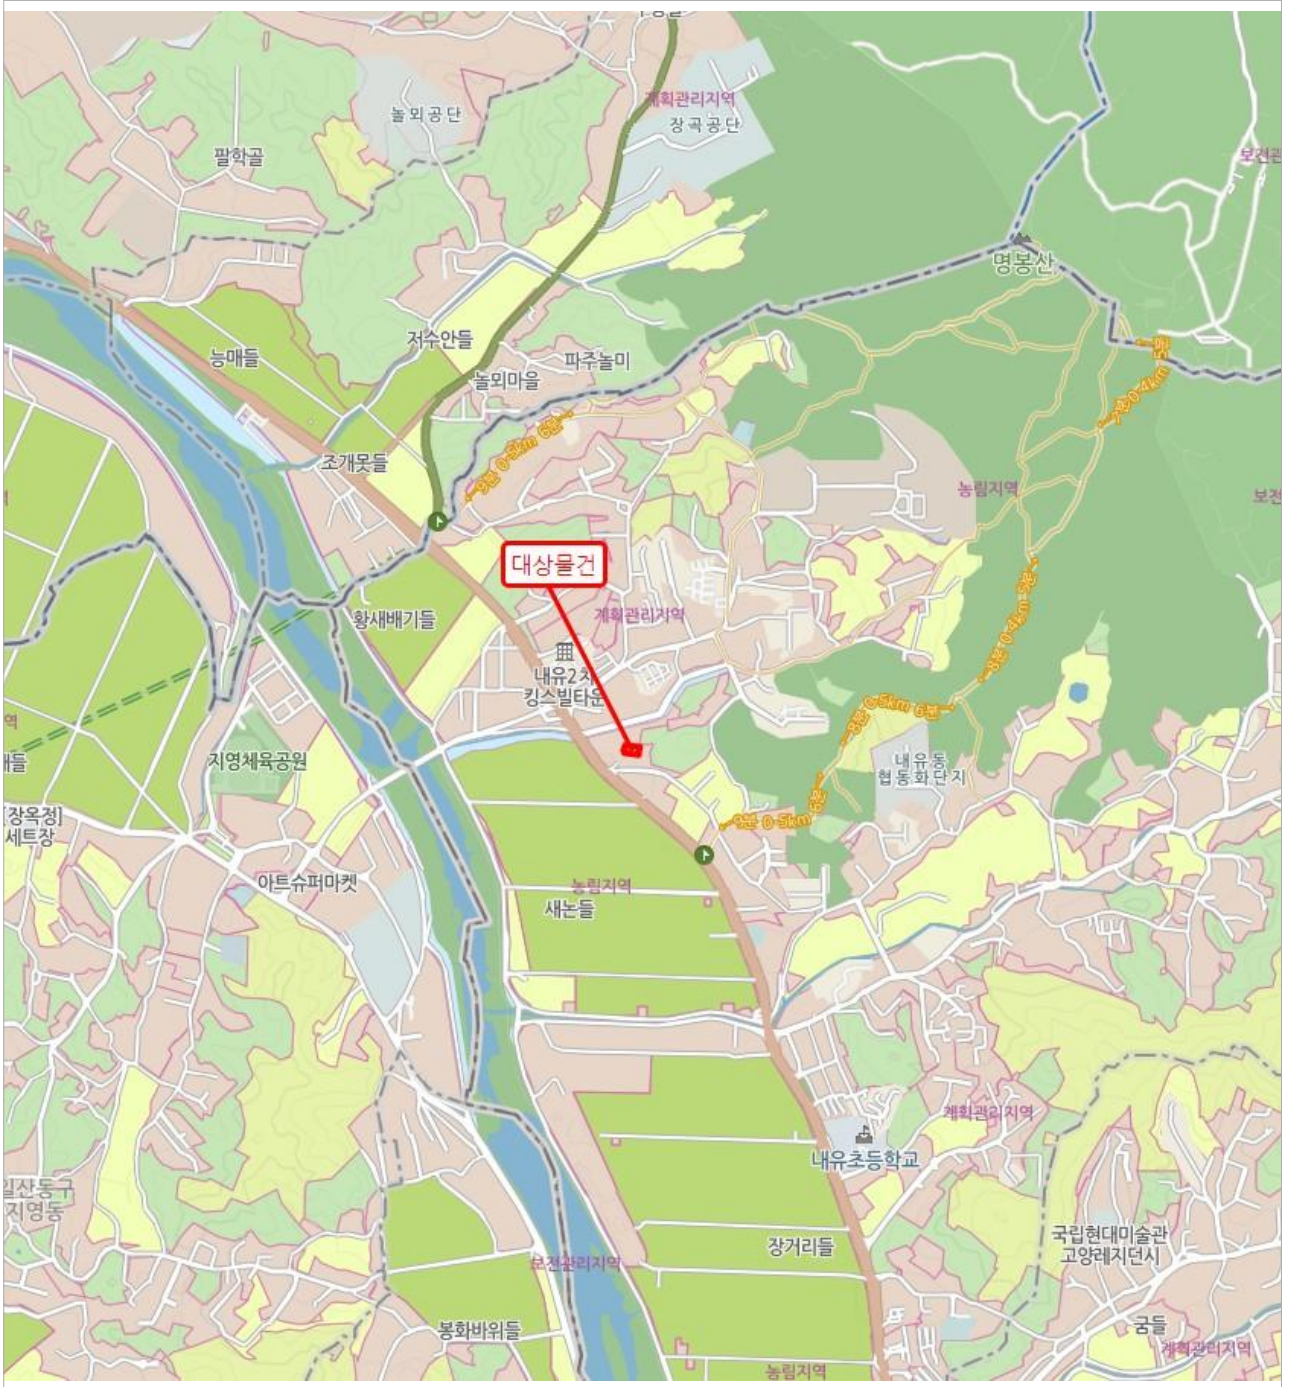 계획관리지역
놀외공단
장곡공단
팔학골
명봉산
저수안들
능매들
파주놀미
놀외마을
조개못들
농림지역
대상물건
황새배기들
계획관리지역
내유2차
킹스빌타운
지영체육공원
내유동
협동화단지
[장옥정]
세트장
아트슈퍼마켓
농림지역
새논들
계획관리지역
내유초등학교
일산동구
지영동
국립현대미술관
고양레지던시
장거리들
보전관리지역
봉화바위들
굼들
계획관리지역
농림지역